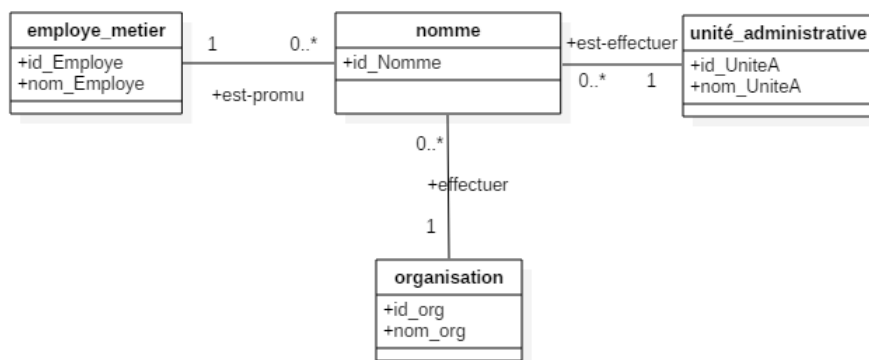 employe_metier
+id_Employe
+nom_Employe
1
0..*
+est-promu
nomme
+id_Nomme
+est-effectuer
0..*
1
unité_administrative
+id_UniteA
+nom_UniteA
0..*
+effectuer
1
organisation
+id_org
+nom_org